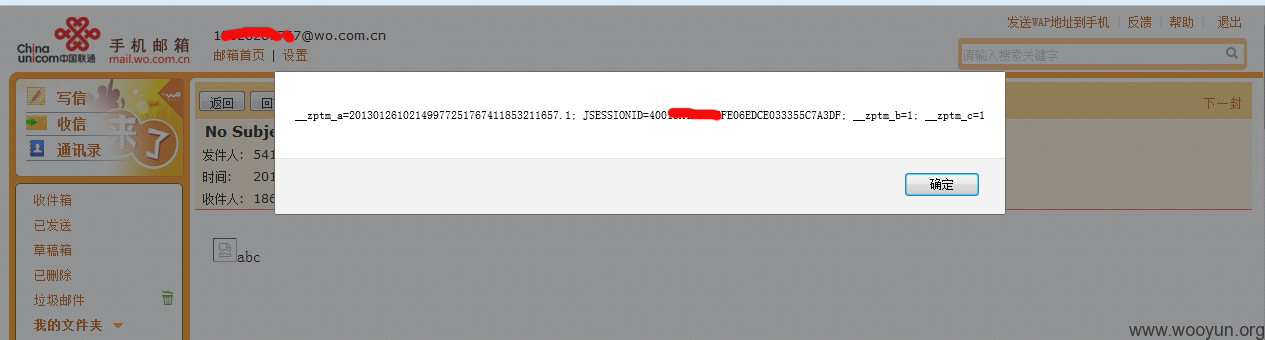 发送WAP地址到手机 | 反馈 | 帮助 | 退出
China unicom中国联通
手机邮箱
mail.wo.com.cn
7@wo.com.cn
邮箱首页 | 设置
请输入搜索关键字
写信
收信
通讯录
来了
返回
下一封
No Subje
发件人: 541
时间: 201
收件人: 186
__zptm_a=20130126102149977251767411853211657.1; JSESSIONID=400 FE06EDCE033355C7A3DF; __zptm_b=1; __zptm_c=1
确定
收件箱
已发送
草稿箱
已删除
垃圾邮件
我的文件夹
abc
www.wooyun.org